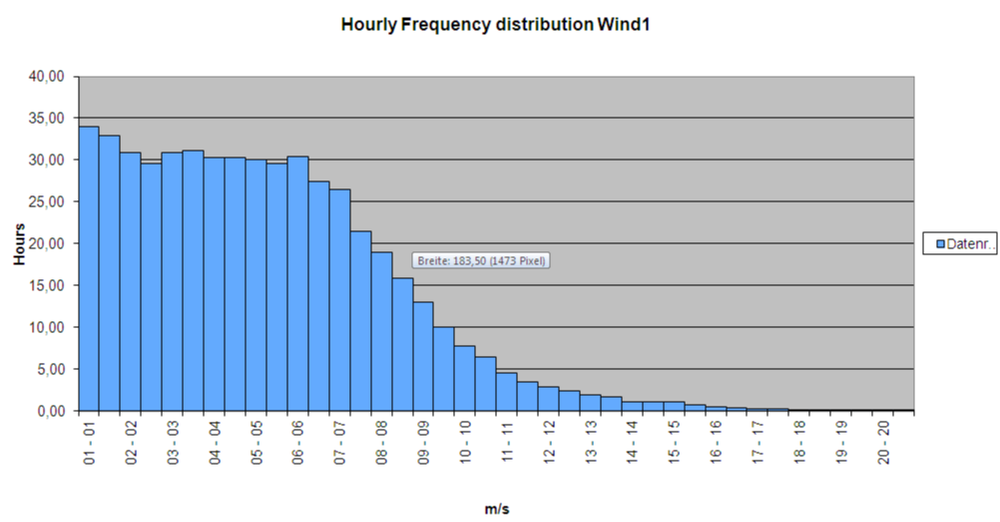 Hourly Frequency distribution Wind1
40,00
35,00
30,00
25,00
20,00
15,00
10,00
5,00
0,00
Hours
Breite: 183,50 (1473 Pixel)
Datenr..
01 - 01
02 - 02
03 - 03
04 - 04
05 - 05
06 - 06
07 - 07
08 - 08
09 - 09
10 - 10
11 - 11
12 - 12
13 - 13
14 - 14
15 - 15
16 - 16
17 - 17
18 - 18
19 - 19
20 - 20
m/s